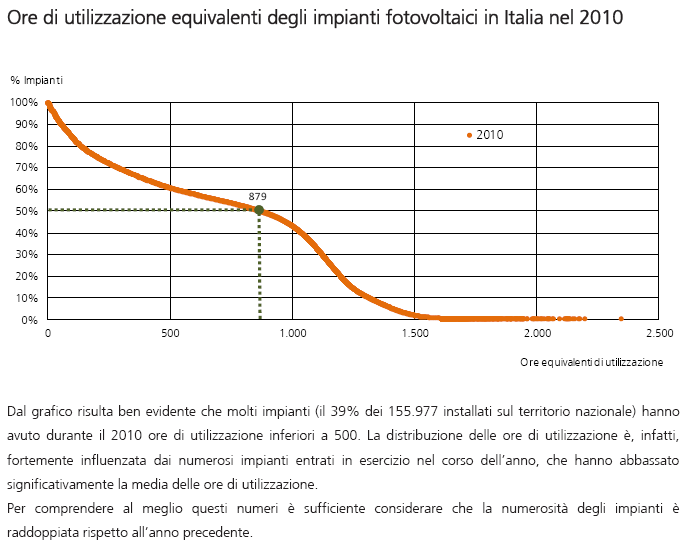 Ore di utilizzazione equivalenti degli impianti fotovoltaici in Italia nel 2010
% Impianti
100%
90%
80%
70%
60%
50%
40%
30%
20%
10%
0%
2010
879
0 500 1.000 1.500 2.000 2.500
Ore equivalenti di utilizzazione
Dal grafico risulta ben evidente che molti impianti (il 39% dei 155.977 installati sul territorio nazionale) hanno
avuto durante il 2010 ore di utilizzazione inferiori a 500. La distribuzione delle ore di utilizzazione è, infatti,
fortemente influenzata dai numerosi impianti entrati in esercizio nel corso dell'anno, che hanno abbassato
significativamente la media delle ore di utilizzazione.
Per comprendere al meglio questi numeri è sufficiente considerare che la numerosità degli impianti è
raddoppiata rispetto all'anno precedente.